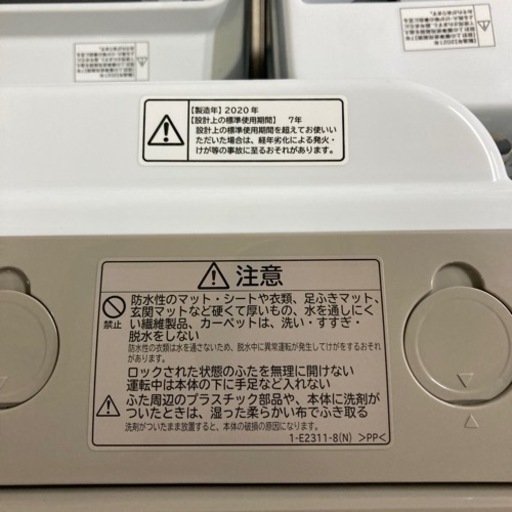 【製造年】2020年
【設計上の標準使用期間】 7年
設計上の標準使用期間を超えてお使いい
ただいた場合は、経年劣化による発火・
けが等の事故に至るおそれがあります。
注意
禁止
防水性のマット・シートや衣類、足ふきマット、
玄関マットなど硬くて厚いもの、水を通しにく
い繊維製品、カーペットは、洗い・すすぎ・
脱水をしない
防水性の衣類は水を通さないため、脱水中に異常運転が発生してけがをするおそれ
があります。
ロックされた状態のふたを無理に開けない
運転中は本体の下に手足など入れない
ふた周辺のプラスチック部品や、本体に洗剤が
ついたときは、湿った柔らかい布でふき取る
洗剤がついたまま放置すると、本体の破損の原因になります。
1-E2311-8(N) >PP<